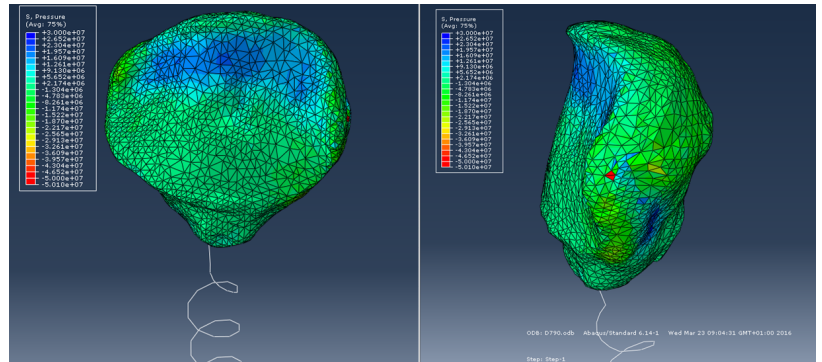 S, Pressure
(Avg: 75%)
+3.000e+07
+2.652e+07
+2.304e+07
+1.957e+07
+1.609e+07
+1.261e+07
+9.130e+06
+5.652e+06
+2.174e+06
-1.304e+06
-4.783e+06
-8.261e+06
-1.174e+07
-1.522e+07
-1.870e+07
-2.217e+07
-2.565e+07
-2.913e+07
-3.261e+07
-3.609e+07
-3.957e+07
-4.304e+07
-4.652e+07
-5.000e+07
-5.010e+07
S, Pressure
(Avg: 75%)
+3.000e+07
+2.652e+07
+2.304e+07
+1.957e+07
+1.609e+07
+1.261e+07
+9.130e+06
+5.652e+06
+2.174e+06
-1.304e+06
-4.783e+06
-8.261e+06
-1.174e+07
-1.522e+07
-1.870e+07
-2.217e+07
-2.565e+07
-2.913e+07
-3.261e+07
-3.609e+07
-3.957e+07
-4.304e+07
-4.652e+07
-5.000e+07
-5.010e+07
ODB: D790.odb Abaqus/Standard 6.14-1 Wed Mar 23 09:04:31 GMT+01:00 2016
Step: Step-1